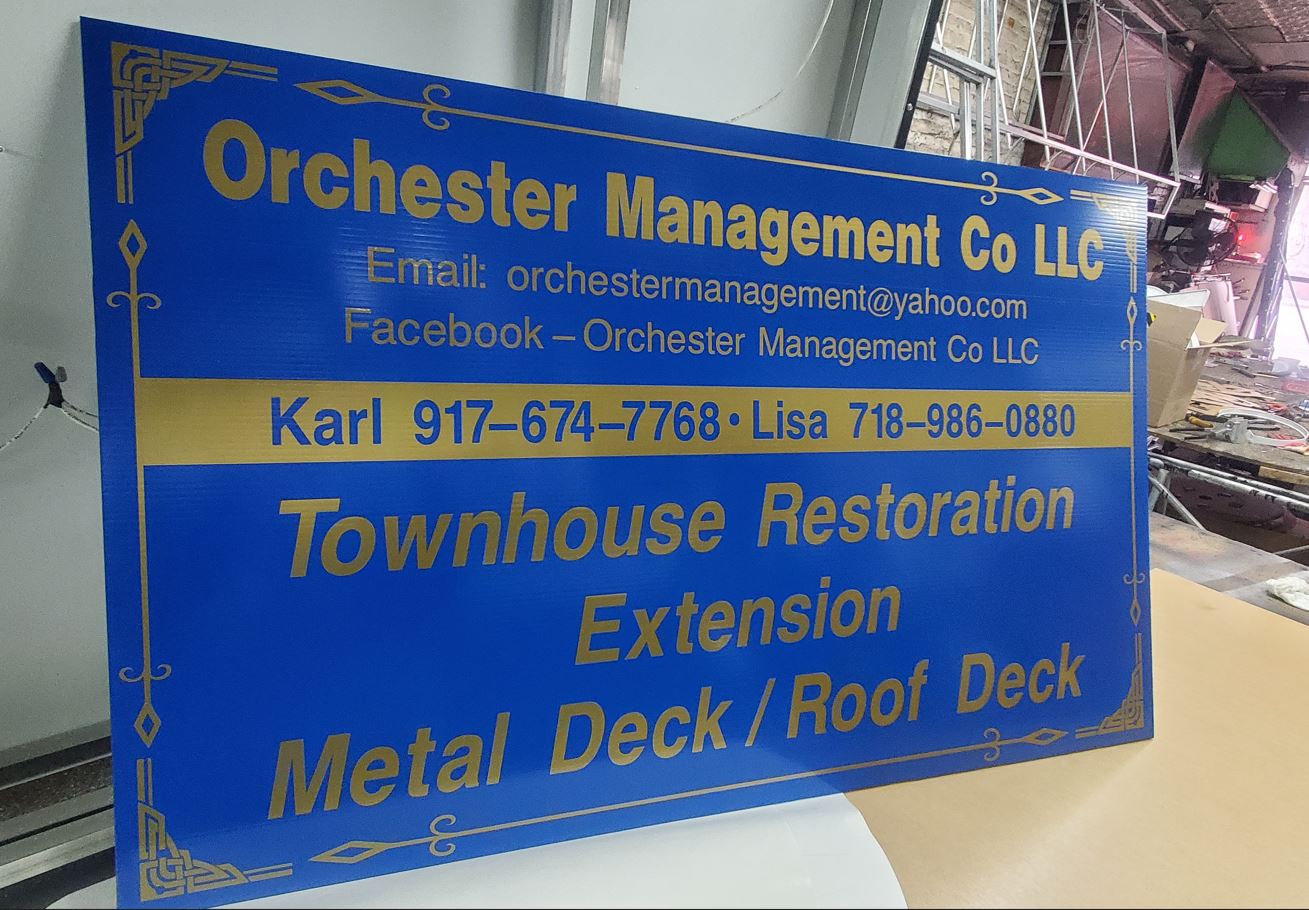 Orchester Management Co LLC
Email: orchestermanagement@yahoo.com
Facebook – Orchester Management Co LLC
Karl 917–674–7768 • Lisa 718–986–0880
Townhouse Restoration
Extension
Metal Deck / Roof Deck